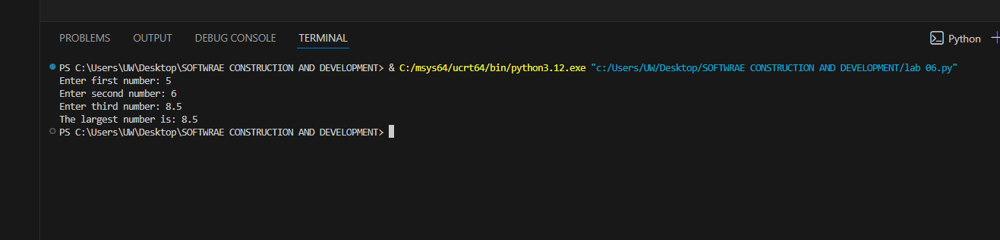 PROBLEMS OUTPUT DEBUG CONSOLE TERMINAL Python
PS C:\Users\UW\Desktop\SOFTWRAE CONSTRUCTION AND DEVELOPMENT> & C:/msys64/ucrt64/bin/python3.12.exe "c:/Users/UW/Desktop/SOFTWRAE CONSTRUCTION AND DEVELOPMENT/lab 06.py"
Enter first number: 5
Enter second number: 6
Enter third number: 8.5
The largest number is: 8.5
PS C:\Users\UW\Desktop\SOFTWRAE CONSTRUCTION AND DEVELOPMENT>